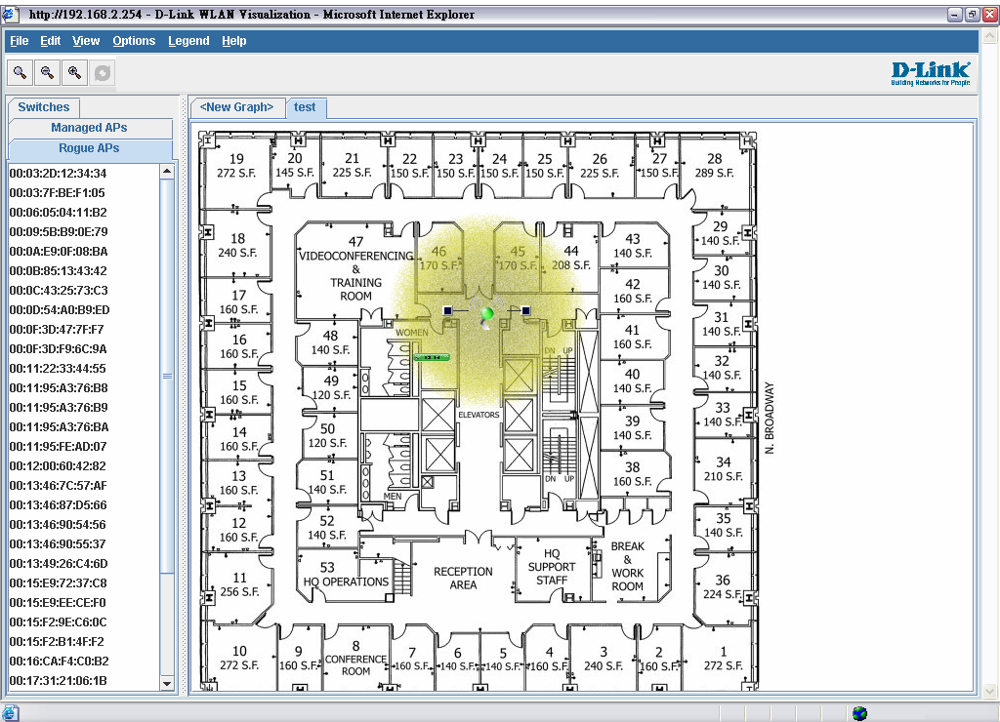 http://192.168.2.254 - D-Link WLAN Visualization - Microsoft Internet Explorer
File Edit View Options Legend Help
D-Link
Building Networks for People
Switches
Managed APs
Rogue APs
00:03:2D:12:34:34
00:03:7F:BE:F1:05
00:06:05:04:11:B2
00:09:5B:B9:0E:79
00:0A:E9:0F:08:BA
00:0B:85:13:43:42
00:0C:43:25:73:C3
00:0D:54:A0:B9:ED
00:0F:3D:47:7F:F7
00:0F:3D:F9:6C:9A
00:11:22:33:44:55
00:11:95:A3:76:B8
00:11:95:A3:76:B9
00:11:95:A3:76:BA
00:11:95:FE:AD:07
00:12:00:60:42:82
00:13:46:7C:57:AF
00:13:46:87:D5:66
00:13:46:90:54:56
00:13:46:90:55:37
00:13:49:26:C4:6D
00:15:E9:72:37:C8
00:15:E9:EE:CE:F0
00:15:F2:9E:C6:0C
00:15:F2:B1:4F:F2
00:16:CA:F4:C0:B2
00:17:31:21:06:1B
<New Graph> test
19 20 21 22 23 24 25 26 27 28
272 S.F. 145 S.F. 225 S.F. 150 S.F. 150 S.F. 150 S.F. 150 S.F. 225 S.F. 150 S.F. 289 S.F.
18
240 S.F.
17
160 S.F.
16
160 S.F.
15
160 S.F.
14
160 S.F.
13
160 S.F.
12
160 S.F.
11
256 S.F.
47
VIDEOCONFERENCING
&
TRAINING
ROOM
46
170 S.F.
45
170 S.F.
44
208 S.F.
43
140 S.F.
42
160 S.F.
41
160 S.F.
40
140 S.F.
39
140 S.F.
38
160 S.F.
29
140 S.F.
30
140 S.F.
31
140 S.F.
32
140 S.F.
33
140 S.F.
34
210 S.F.
35
140 S.F.
36
224 S.F.
N. BROADWAY
48
140 S.F.
49
120 S.F.
50
120 S.F.
51
140 S.F.
52
140 S.F.
53
HQ OPERATIONS
WOMEN
MEN
ELEVATORS
DN UP
DN UP
RECEPTION
AREA
HQ
SUPPORT
STAFF
BREAK
&
WORK
ROOM
10
272 S.F.
9
160 S.F.
8
CONFERENCE
ROOM
7
160 S.F.
6
140 S.F.
5
140 S.F.
4
160 S.F.
3
240 S.F.
2
160 S.F.
1
272 S.F.